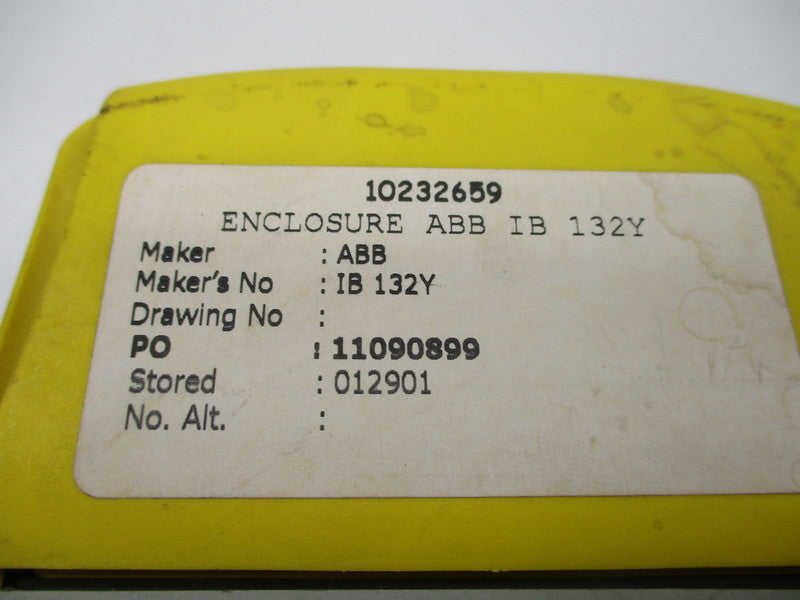 10232659
ENCLOSURE ABB IB 132Y
Maker : ABB
Maker's No : IB 132Y
Drawing No :
PO : 11090899
Stored : 012901
No. Alt. :